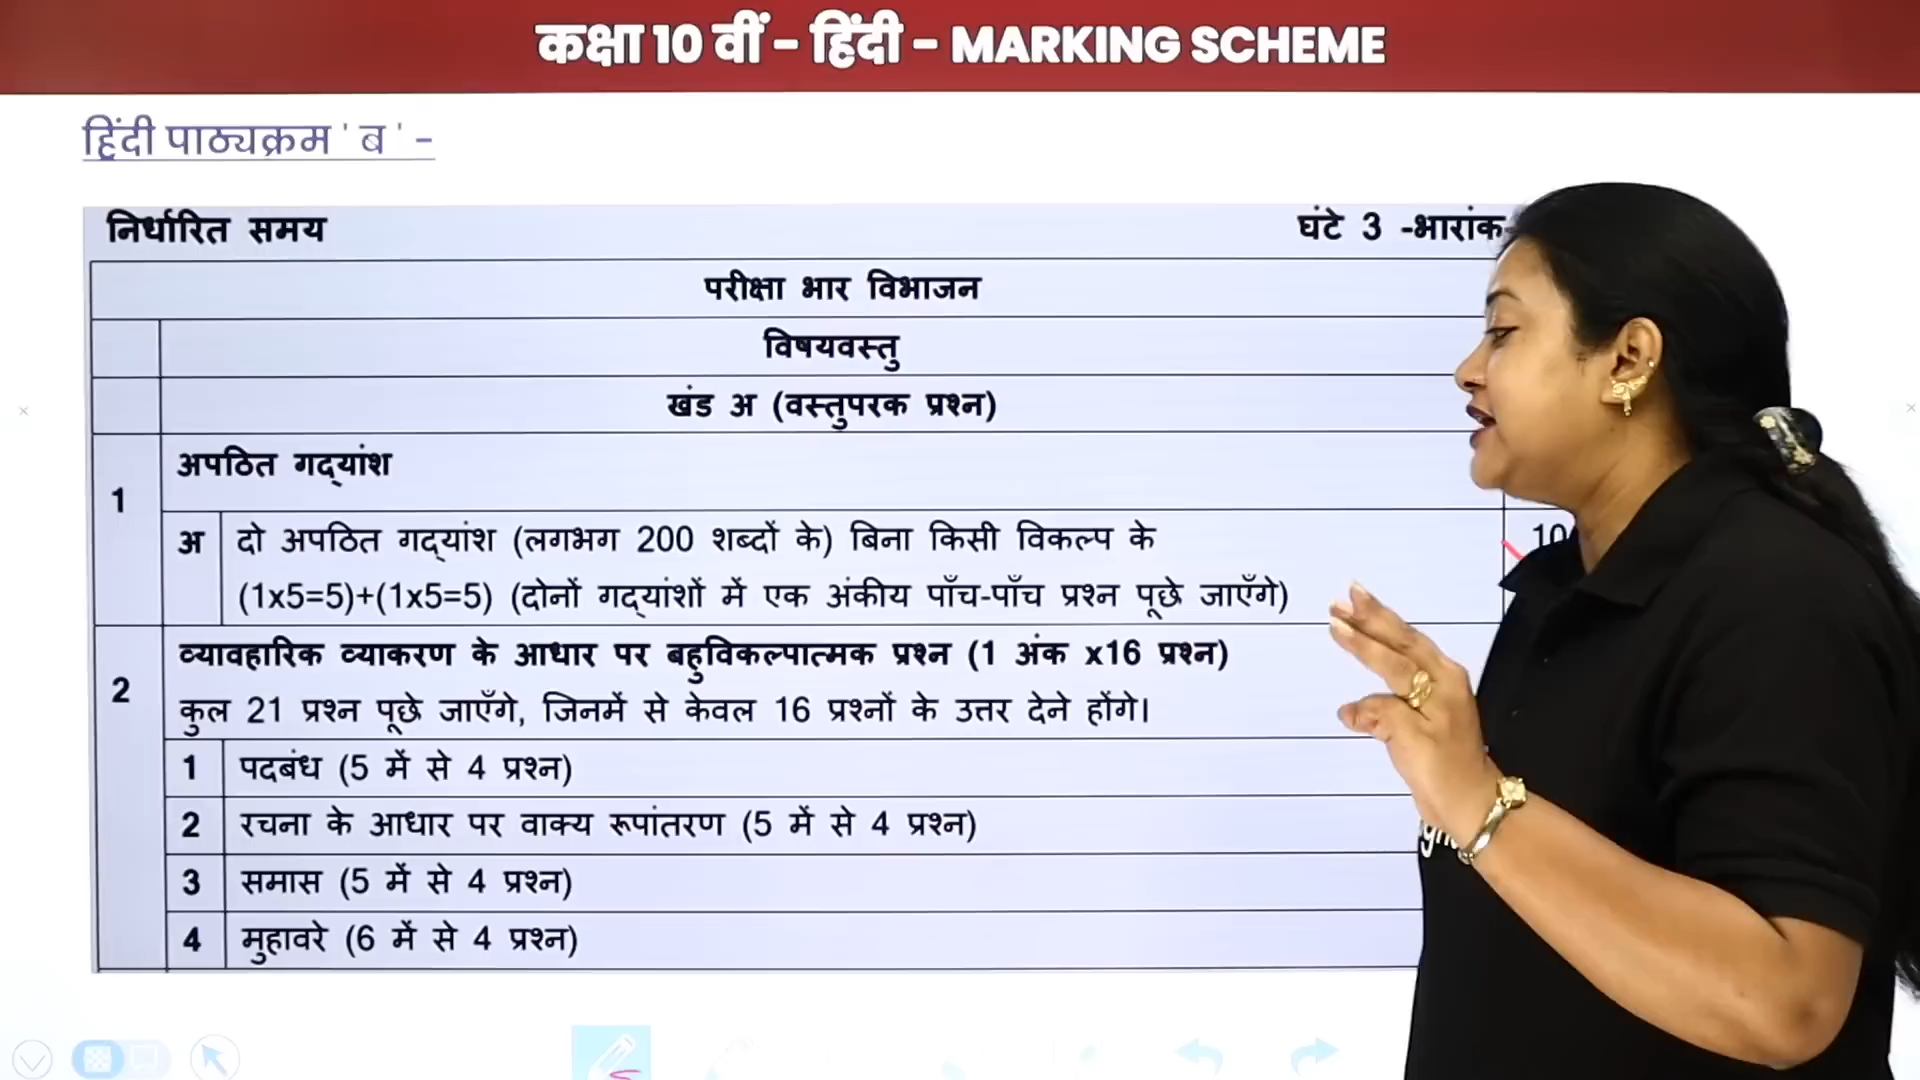 कक्षा 10 वीं – हिंदी – MARKING SCHEME
हिंदी पाठ्यक्रम ' ब ' –
निर्धारित समय घंटे 3 -भारांक-
परीक्षा भार विभाजन
विषयवस्तु
खंड अ (वस्तुपरक प्रश्न)
1 अपठित गद्यांश
अ दो अपठित गद्यांश (लगभग 200 शब्दों के) बिना किसी विकल्प के 10
(1x5=5)+(1x5=5) (दोनों गद्यांशों में एक अंकीय पाँच-पाँच प्रश्न पूछे जाएँगे)
2 व्यावहारिक व्याकरण के आधार पर बहुविकल्पात्मक प्रश्न (1 अंक x16 प्रश्न)
कुल 21 प्रश्न पूछे जाएँगे, जिनमें से केवल 16 प्रश्नों के उत्तर देने होंगे।
1 पदबंध (5 में से 4 प्रश्न)
2 रचना के आधार पर वाक्य रूपांतरण (5 में से 4 प्रश्न)
3 समास (5 में से 4 प्रश्न)
4 मुहावरे (6 में से 4 प्रश्न)